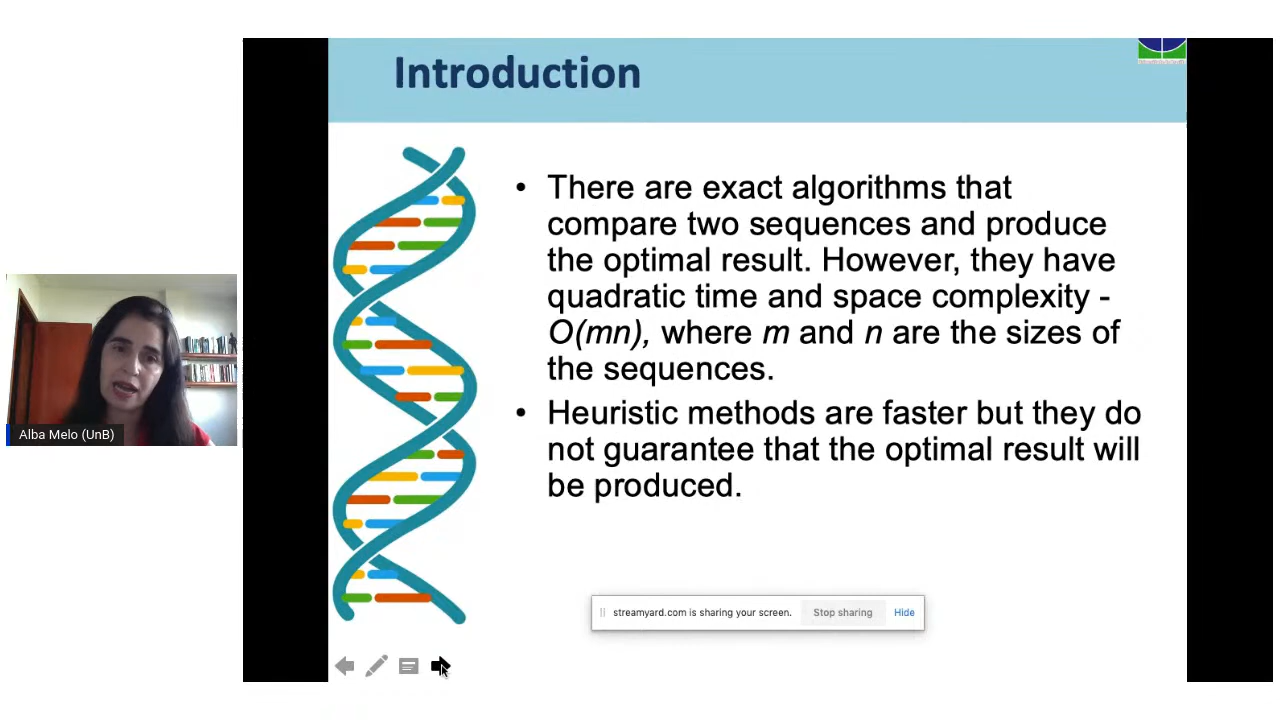 Introduction
• There are exact algorithms that
compare two sequences and produce
the optimal result. However, they have
quadratic time and space complexity -
O(mn), where m and n are the sizes of
the sequences.
• Heuristic methods are faster but they do
not guarantee that the optimal result will
be produced.
Alba Melo (UnB)
streamyard.com is sharing your screen. Stop sharing Hide